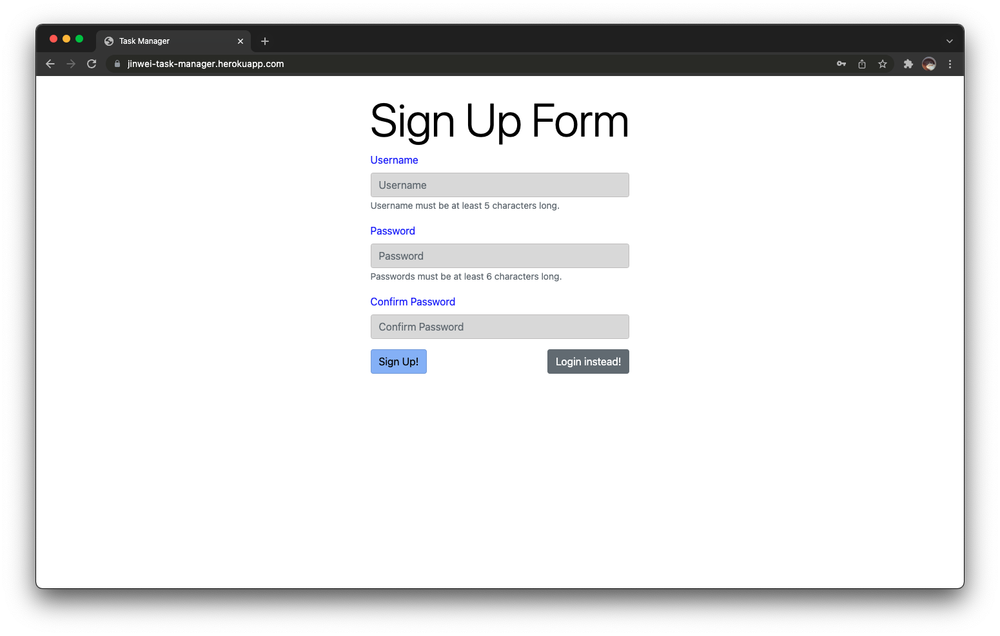 Task Manager
jinwei-task-manager.herokuapp.com
Sign Up Form
Username
Username
Username must be at least 5 characters long.
Password
Password
Passwords must be at least 6 characters long.
Confirm Password
Confirm Password
Sign Up! Login instead!